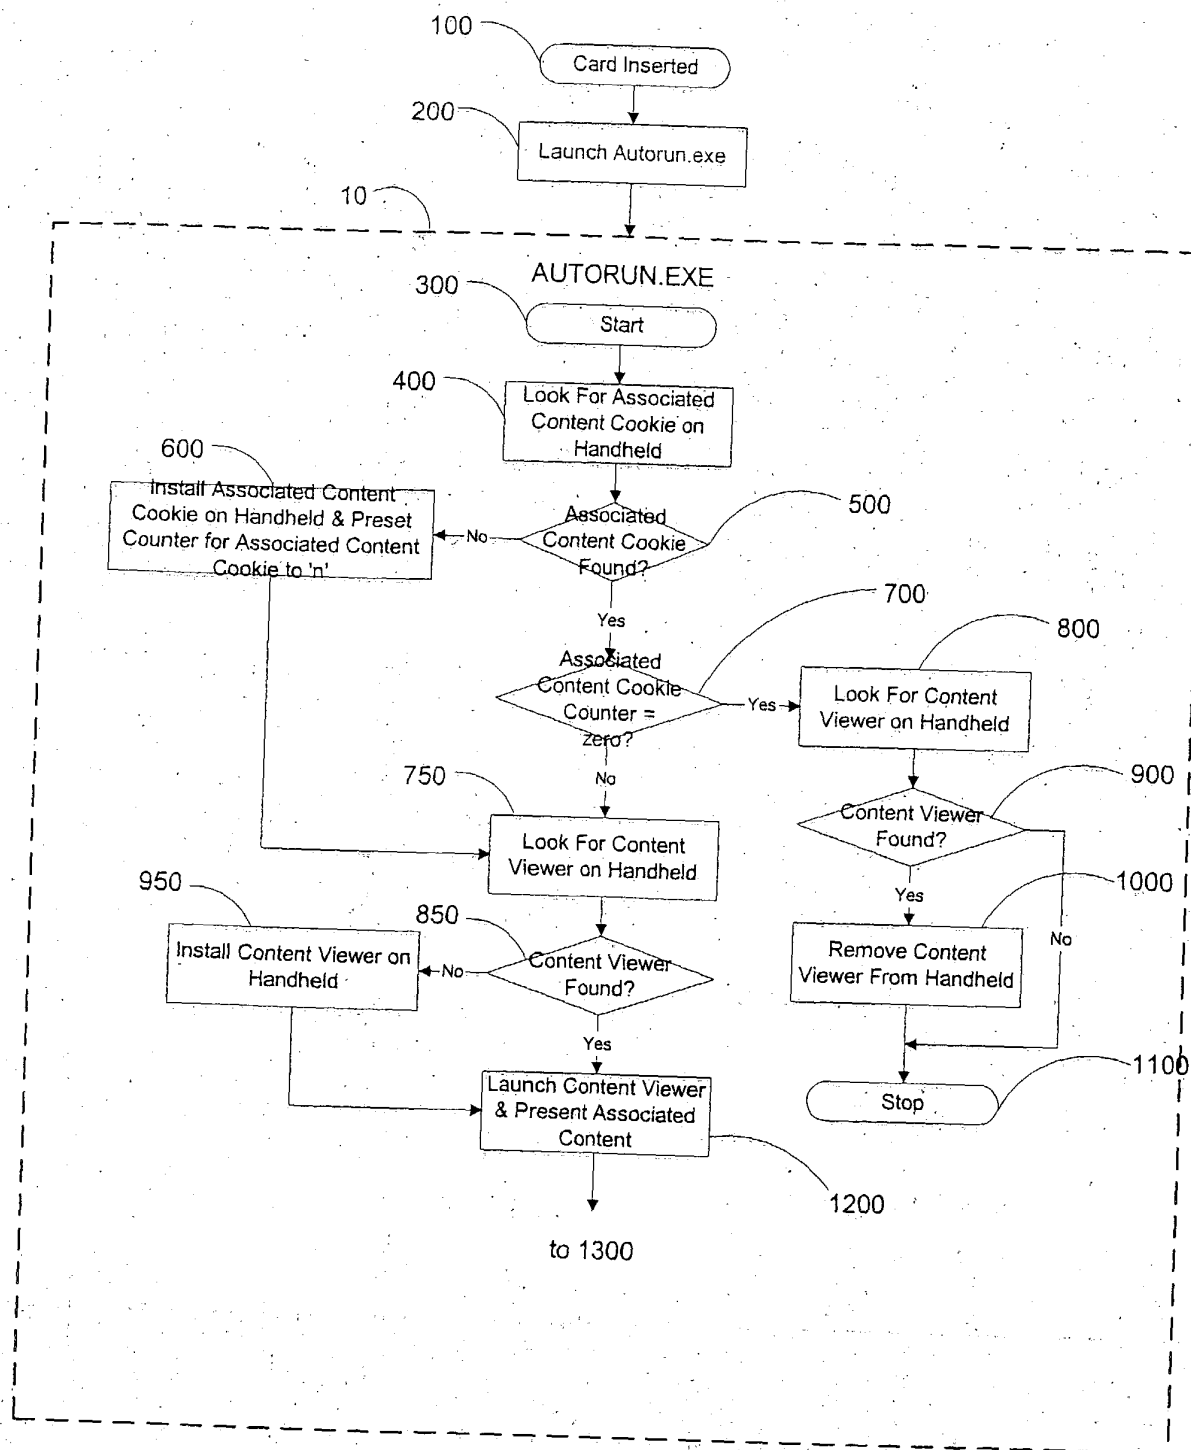 100
Card Inserted
200
Launch Autorun.exe
10
AUTORUN.EXE
300
Start
400
Look For Associated
Content Cookie on
Handheld
600
Install Associated Content
Cookie on Handheld & Preset
Counter for Associated Content
Cookie to 'n'
No
Associated
Content Cookie
Found?
500
Yes
700
Associated
Content Cookie
Counter =
zero?
Yes
800
Look For Content
Viewer on Handheld
No
750
Look For Content
Viewer on Handheld
900
Content Viewer
Found?
Yes
No
1000
Remove Content
Viewer From Handheld
950
Install Content Viewer on
Handheld
No
850
Content Viewer
Found?
Yes
1100
Stop
Launch Content Viewer
& Present Associated
Content
1200
to 1300